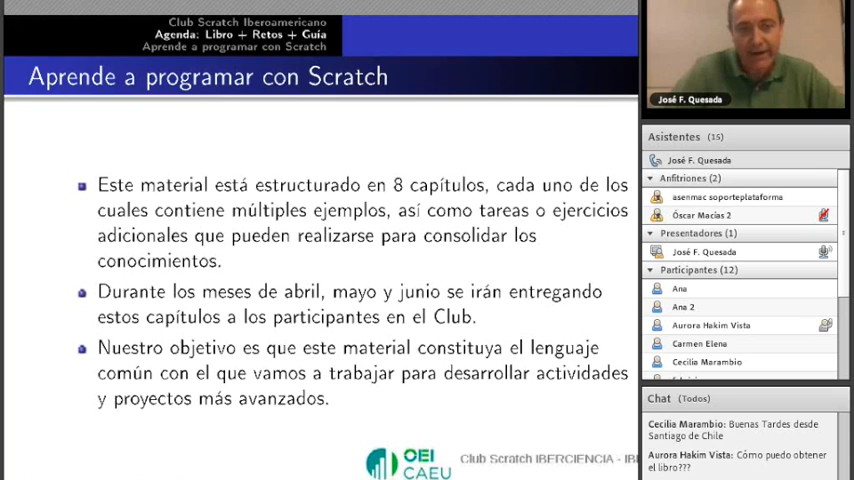 Club Scratch Iberoamericano
Agenda: Libro + Retos + Guía
Aprende a programar con Scratch
Aprende a programar con Scratch
Este material está estructurado en 8 capítulos, cada uno de los
cuales contiene múltiples ejemplos, así como tareas o ejercicios
adicionales que pueden realizarse para consolidar los
conocimientos.
Durante los meses de abril, mayo y junio se irán entregando
estos capítulos a los participantes en el Club.
Nuestro objetivo es que este material constituya el lenguaje
común con el que vamos a trabajar para desarrollar actividades
y proyectos más avanzados.
OEI
CAEU
Club Scratch IBERCIENCIA - IBE
José F. Quesada
Asistentes (15)
José F. Quesada
Anfitriones (2)
asenmac soporteplataforma
Óscar Macías 2
Presentadores (1)
José F. Quesada
Participantes (12)
Ana
Ana 2
Aurora Hakim Vista
Carmen Elena
Cecilia Marambio
Chat (Todos)
Cecilia Marambio: Buenas Tardes desde
Santiago de Chile
Aurora Hakim Vista: Cómo puedo obtener
el libro???